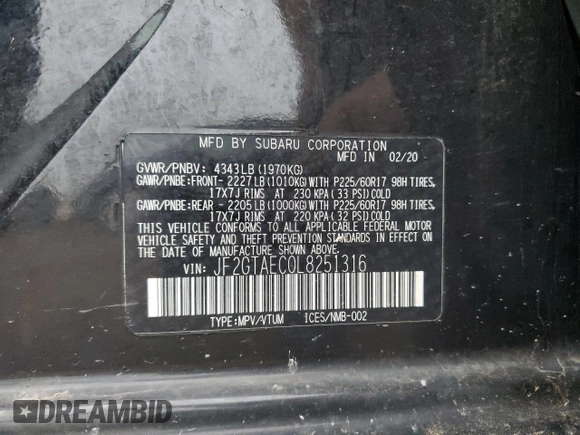 MFD BY SUBARU CORPORATION
MFD IN 02/20
GVWR/PNBV: 4343LB(1970KG)
GAWR/PNBE:FRONT- 2227LB(1010KG)WITH P225/60R17 98H TIRES,
17X7J RIMS AT 230 KPA(33 PSI)COLD
GAWR/PNBE:REAR - 2205LB(1000KG)WITH P225/60R17 98H TIRES,
17X7J RIMS AT 220 KPA(32 PSI)COLD
THIS VEHICLE CONFORMS TO ALL APPLICABLE FEDERAL MOTOR
VEHICLE SAFETY AND THEFT PREVENTION STANDARDS IN EFFECT
ON THE DATE OF MANUFACTURE SHOWN ABOVE.
VIN: JF2GTAEC0L8251316
TYPE:MPV/VTUM ICES/NMB-002
DREAMBID